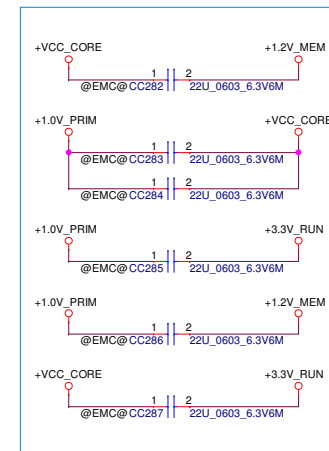 +VCC_CORE +1.2V_MEM
1 2
@EMC@ CC282 22U_0603_6.3V6M
+1.0V_PRIM +VCC_CORE
1 2
@EMC@ CC283 22U_0603_6.3V6M
1 2
@EMC@ CC284 22U_0603_6.3V6M
+1.0V_PRIM +3.3V_RUN
1 2
@EMC@ CC285 22U_0603_6.3V6M
+1.0V_PRIM +1.2V_MEM
1 2
@EMC@ CC286 22U_0603_6.3V6M
+VCC_CORE +3.3V_RUN
1 2
@EMC@ CC287 22U_0603_6.3V6M